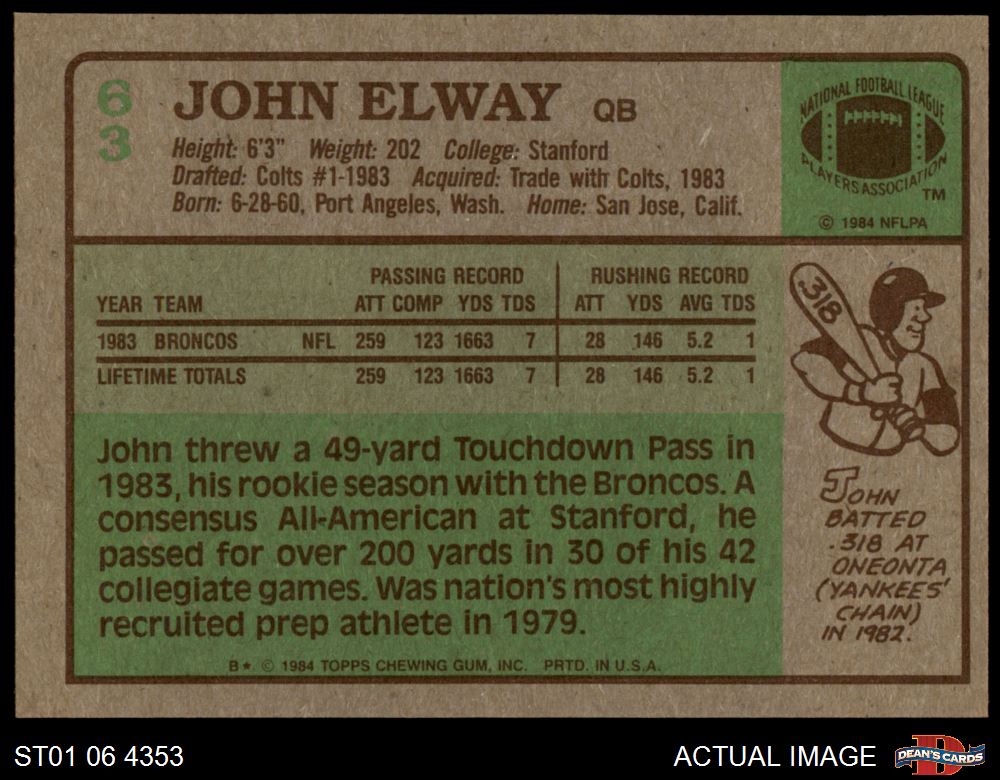 63
JOHN ELWAY QB
Height: 6'3" Weight: 202 College: Stanford
Drafted: Colts #1-1983 Acquired: Trade with Colts, 1983
Born: 6-28-60, Port Angeles, Wash. Home: San Jose, Calif.
NATIONAL FOOTBALL LEAGUE
PLAYERS ASSOCIATION
TM
© 1984 NFLPA
PASSING RECORD RUSHING RECORD
YEAR TEAM ATT COMP YDS TDS ATT YDS AVG TDS
1983 BRONCOS NFL 259 123 1663 7 28 146 5.2 1
LIFETIME TOTALS 259 123 1663 7 28 146 5.2 1
John threw a 49-yard Touchdown Pass in
1983, his rookie season with the Broncos. A
consensus All-American at Stanford, he
passed for over 200 yards in 30 of his 42
collegiate games. Was nation's most highly
recruited prep athlete in 1979.
B★ © 1984 TOPPS CHEWING GUM, INC. PRTD. IN U.S.A.
.318
JOHN
BATTED
.318 AT
ONEONTA
(YANKEES'
CHAIN)
IN 1982.
ST01 06 4353
ACTUAL IMAGE
D
DEAN'S CARDS